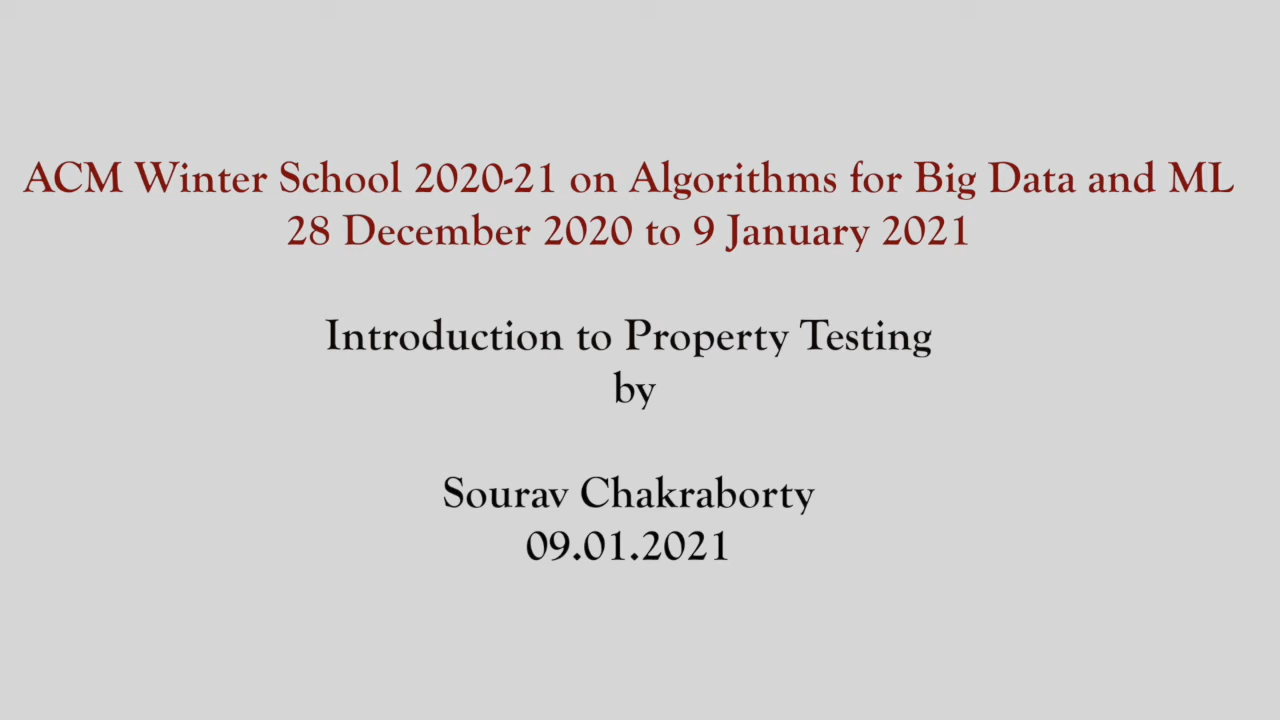 ACM Winter School 2020-21 on Algorithms for Big Data and ML
28 December 2020 to 9 January 2021
Introduction to Property Testing
by
Sourav Chakraborty
09.01.2021